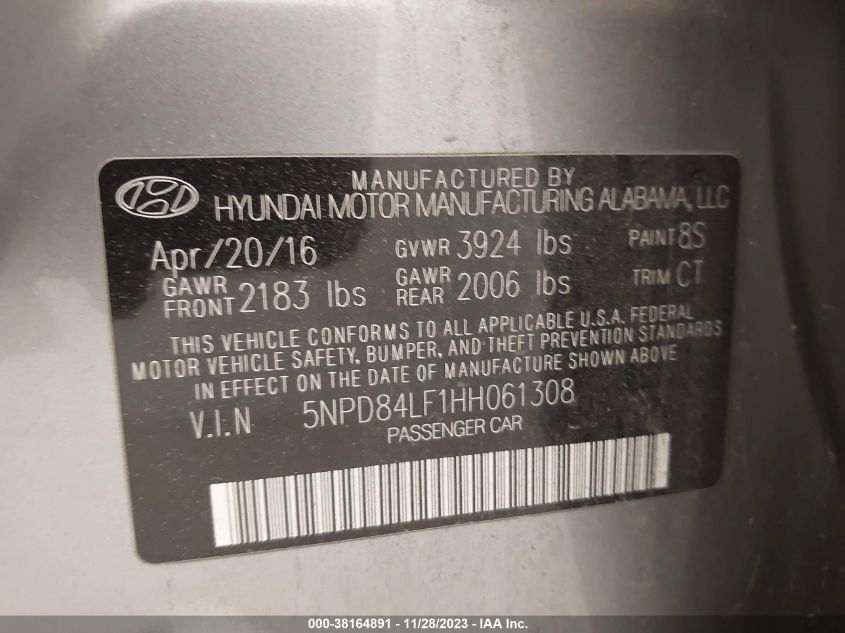 MANUFACTURED BY
HYUNDAI MOTOR MANUFACTURING ALABAMA, LLC
Apr/20/16 GVWR 3924 lbs PAINT 8S
GAWR FRONT 2183 lbs GAWR REAR 2006 lbs TRIM CT
THIS VEHICLE CONFORMS TO ALL APPLICABLE U.S.A. FEDERAL
MOTOR VEHICLE SAFETY, BUMPER, AND THEFT PREVENTION STANDARDS
IN EFFECT ON THE DATE OF MANUFACTURE SHOWN ABOVE
V.I.N 5NPD84LF1HH061308
PASSENGER CAR
000-38164891 - 11/28/2023 - IAA Inc.